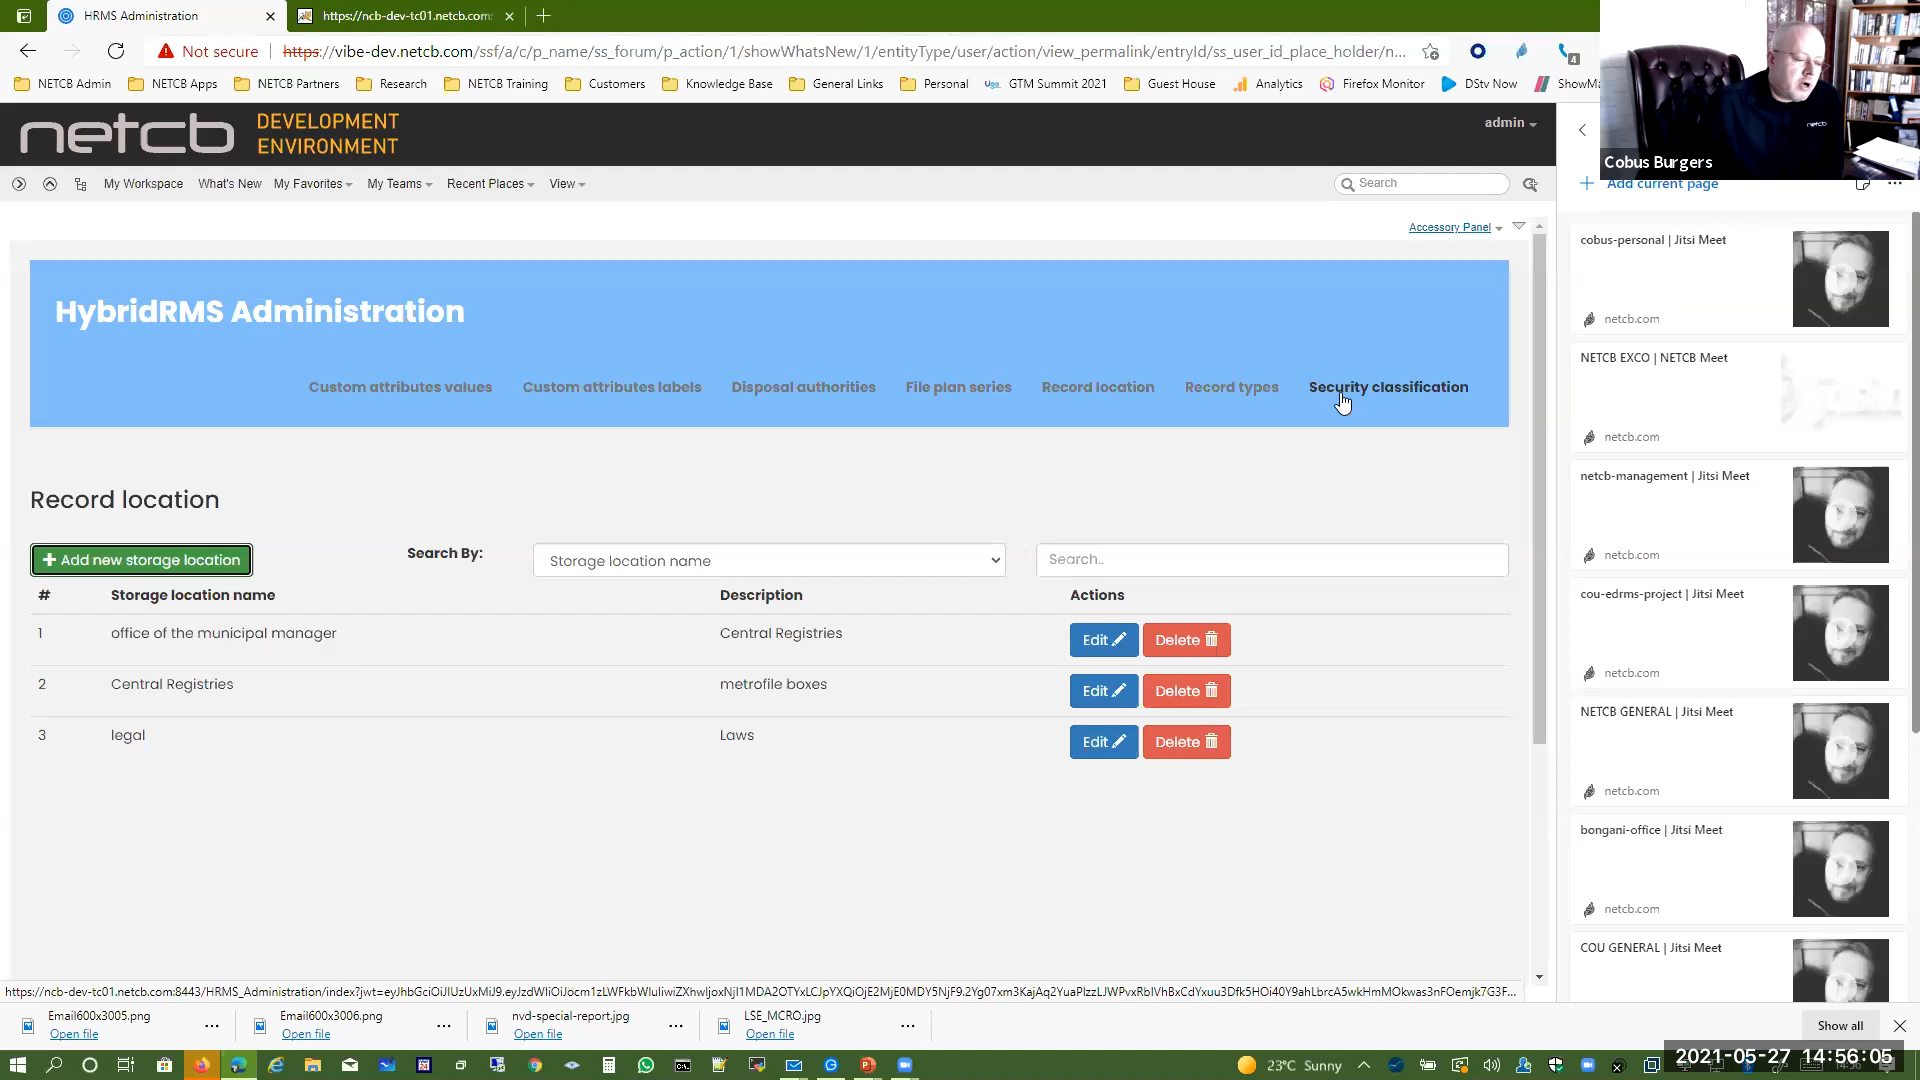 HRMS Administration
https://ncb-dev-tc01.netcb.com
Not secure
https://vibe-dev.netcb.com/ssf/a/c/p_name/ss_forum/p_action/1/showWhatsNew/1/entityType/user/action/view_permalink/entryId/ss_user_id_place_holder/n...
4
NETCB Admin
NETCB Apps
NETCB Partners
Research
NETCB Training
Customers
Knowledge Base
General Links
Personal
GTM Summit 2021
Guest House
Analytics
Firefox Monitor
DStv Now
ShowMa
netcb
DEVELOPMENT
ENVIRONMENT
admin
netcb
Cobus Burgers
My Workspace
What's New
My Favorites
My Teams
Recent Places
View
Search
Add current page
Accessory Panel
HybridRMS Administration
Custom attributes values
Custom attributes labels
Disposal authorities
File plan series
Record location
Record types
Security classification
Record location
Add new storage location
Search By:
Storage location name
Search..
# Storage location name Description Actions
1 office of the municipal manager Central Registries Edit Delete
2 Central Registries metrofile boxes Edit Delete
3 legal Laws Edit Delete
cobus-personal | Jitsi Meet
netcb.com
NETCB EXCO | NETCB Meet
netcb.com
netcb-management | Jitsi Meet
netcb.com
cou-edrms-project | Jitsi Meet
netcb.com
NETCB GENERAL | Jitsi Meet
netcb.com
bongani-office | Jitsi Meet
netcb.com
COU GENERAL | Jitsi Meet
Email600x3005.png
Open file
Email600x3006.png
Open file
nvd-special-report.jpg
Open file
LSE_MCRO.jpg
Open file
Show all
23°C Sunny
2021-05-27 14:56:05